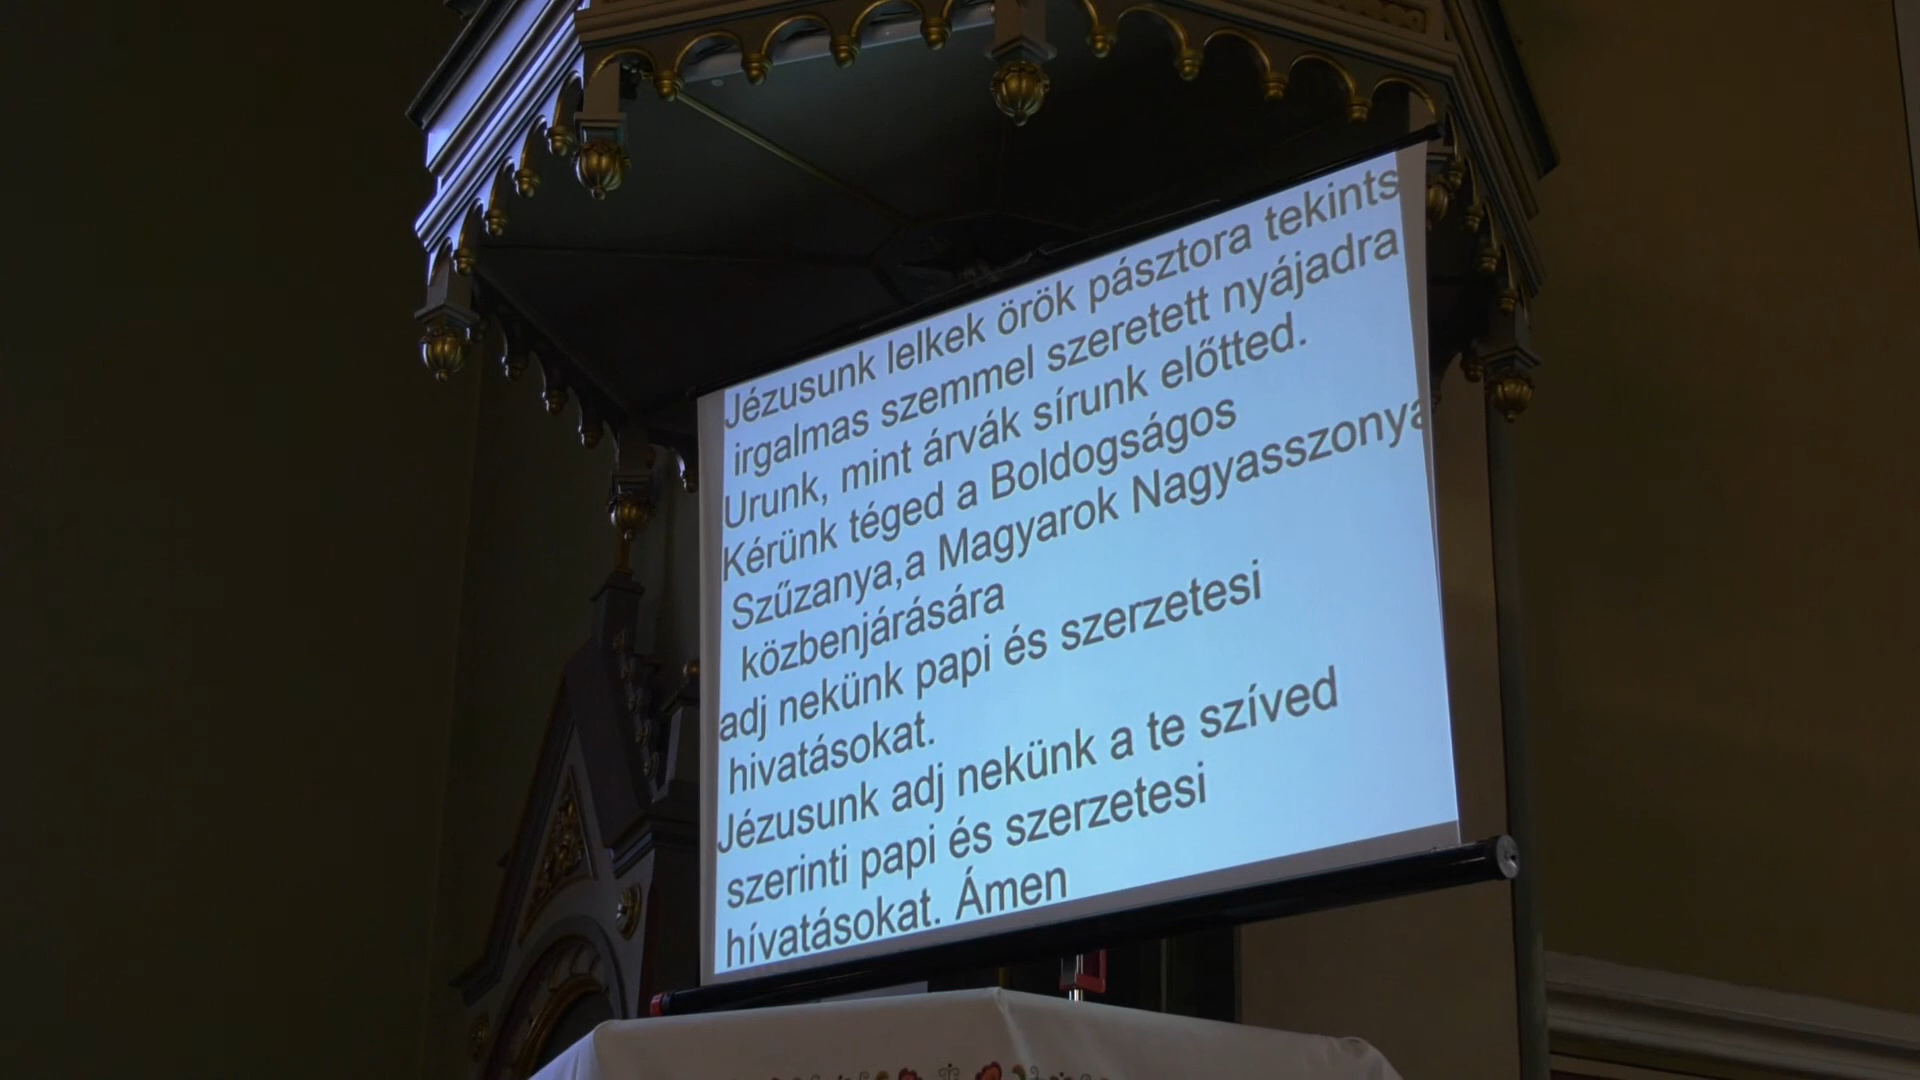 Jézusunk lelkek örök pásztora tekints
irgalmas szemmel szeretett nyájadra
Urunk, mint árvák sírunk előtted.
Kérünk téged a Boldogságos
Szűzanya,a Magyarok Nagyasszonya
közbenjárására
adj nekünk papi és szerzetesi
hivatásokat.
Jézusunk adj nekünk a te szíved
szerinti papi és szerzetesi
hívatásokat. Ámen